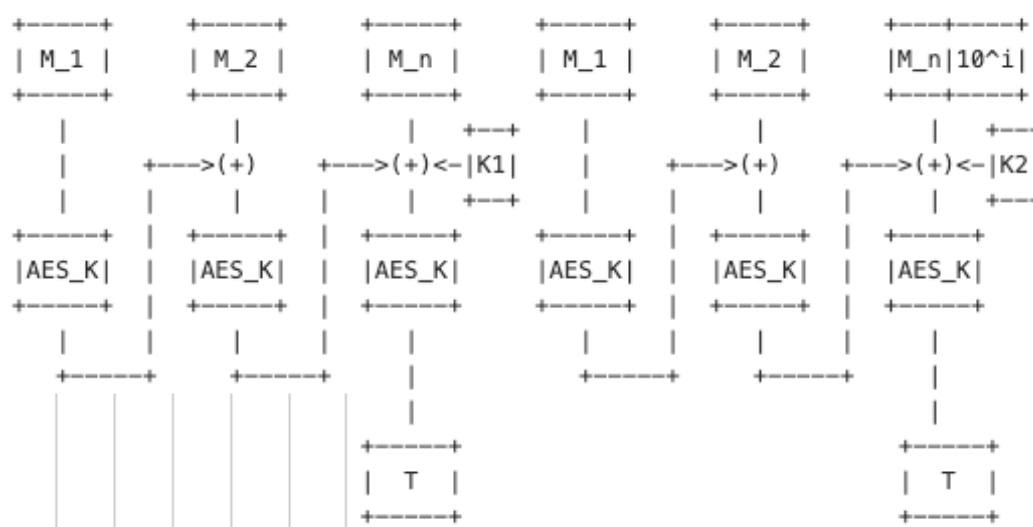 +-----+     +-----+     +-----+     +-----+     +-----+     +---+----+
| M_1 |     | M_2 |     | M_n |     | M_1 |     | M_2 |     |M_n|10^i|
+-----+     +-----+     +-----+     +-----+     +-----+     +---+----+
   |           |           |   +--+    |           |           |   +--
   |     +--->(+)    +--->(+)<-|K1|    |     +--->(+)    +--->(+)<-|K2
   |     |     |     |     |   +--+    |     |     |     |     |   +--
+-----+  |  +-----+  |  +-----+     +-----+  |  +-----+  |  +-----+
|AES_K|  |  |AES_K|  |  |AES_K|     |AES_K|  |  |AES_K|  |  |AES_K|
+-----+  |  +-----+  |  +-----+     +-----+  |  +-----+  |  +-----+
   |     |     |     |     |           |     |     |     |     |
   +-----+     +-----+     |           +-----+     +-----+     |
                           |                                   |
                        +-----+                              +-----+
                        |  T  |                              |  T  |
                        +-----+                              +-----+